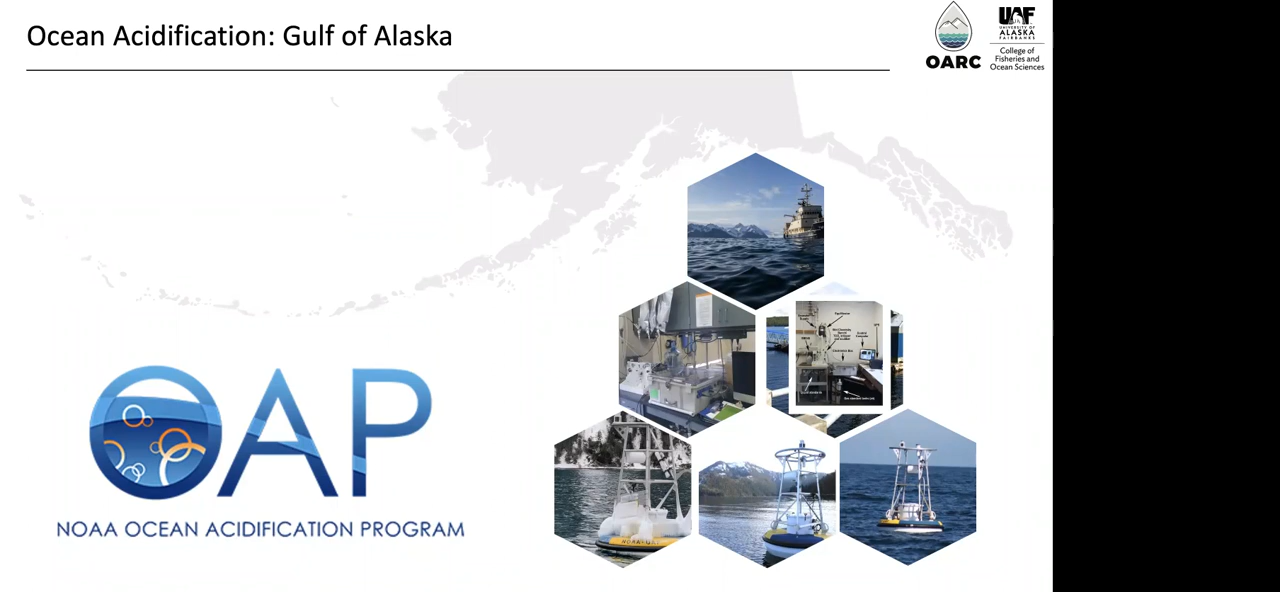 Ocean Acidification: Gulf of Alaska
OARC
UAF
UNIVERSITY OF
ALASKA
FAIRBANKS
College of
Fisheries and
Ocean Sciences
OAP
NOAA OCEAN ACIDIFICATION PROGRAM